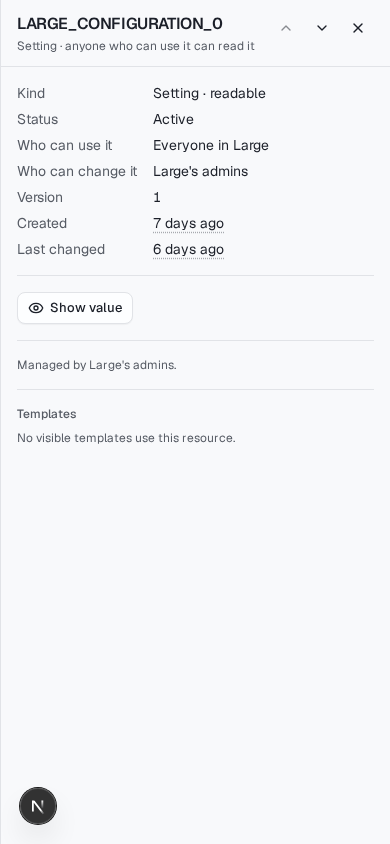 LARGE_CONFIGURATION_0
Setting · anyone who can use it can read it
Kind Setting · readable
Status Active
Who can use it Everyone in Large
Who can change it Large's admins
Version 1
Created 7 days ago
Last changed 6 days ago
Show value
Managed by Large's admins.
Templates
No visible templates use this resource.
N